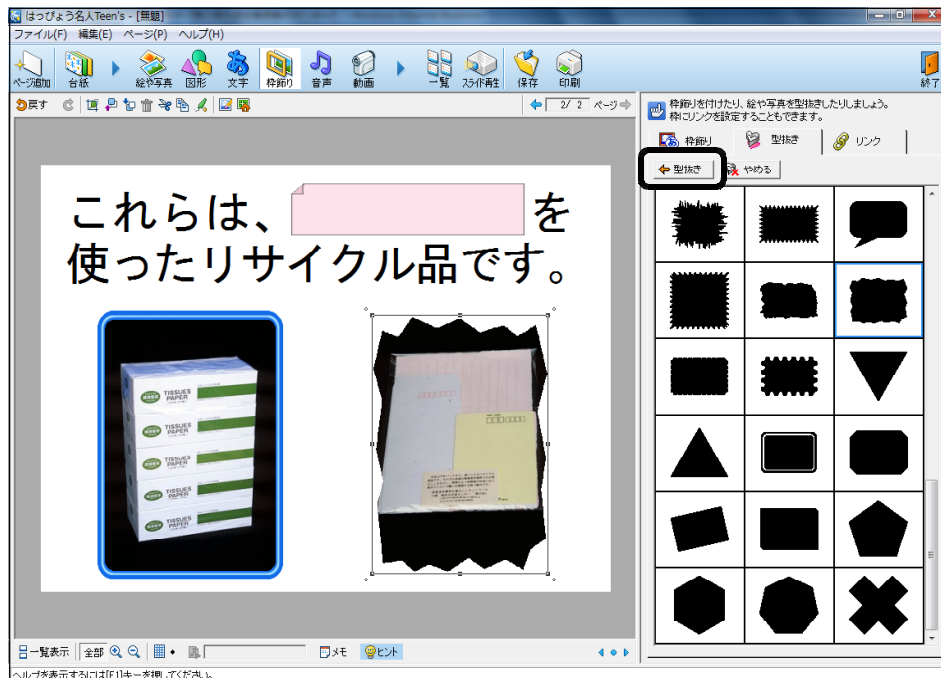 はっぴょう名人Teen's - [無題]
ファイル(F) 編集(E) ページ(P) ヘルプ(H)
ページ追加 台紙 絵や写真 図形 文字 枠飾り 音声 動画 一覧 スライド再生 保存 印刷 終了
戻す 2/ 2 ページ
枠飾りを付けたり、絵や写真を型抜きしたりしましょう。
枠にリンクを設定することもできます。
枠飾り 型抜き リンク
型抜き やめる
これらは、 を
使ったリサイクル品です。
TISSUES
PAPER
TISSUES
PAPER
TISSUES
PAPER
TISSUES
PAPER
TISSUES
PAPER
一覧表示 全部 メモ ヒント
ヘルプを表示するには[F1]キーを押してください。